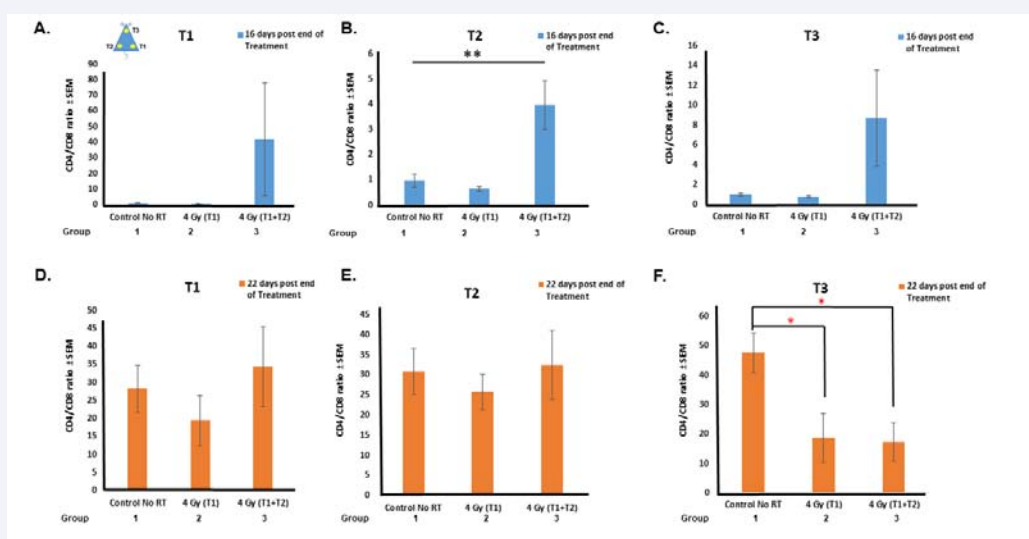 A.
T3
T2
T1
T1
16 days post end of
Treatment
CD4/CD8 ratio ± SEM
90
80
70
60
50
40
30
20
10
0
Control No RT
4 Gy (T1)
4 Gy (T1+T2)
Group
1
2
3
B.
T2
16 days post end
of Treatment
**
CD4/CD8 ratio ± SEM
6
5
4
3
2
1
0
Control No RT
4 Gy (T1)
4 Gy (T1+T2)
Group
1
2
3
C.
T3
16 days post end
of Treatment
CD4/CD8 ratio ± SEM
16
14
12
10
8
6
4
2
0
Control No RT
4 Gy (T1)
4 Gy (T1+T2)
Group
1
2
3
D.
T1
22 days post end
of Treatment
CD4/CD8 ratio ± SEM
50
45
40
35
30
25
20
15
10
5
0
Control No RT
4 Gy (T1)
4 Gy (T1+T2)
Group
1
2
3
E.
T2
22 days post end of
Treatment
CD4/CD8 ratio ± SEM
45
40
35
30
25
20
15
10
5
0
Control No RT
4 Gy (T1)
4 Gy (T1+T2)
Group
1
2
3
F.
T3
22 days post end of
Treatment
*
*
CD4/CD8 ratio ± SEM
60
50
40
30
20
10
0
Control No RT
4 Gy (T1)
4 Gy (T1+T2)
Group
1
2
3